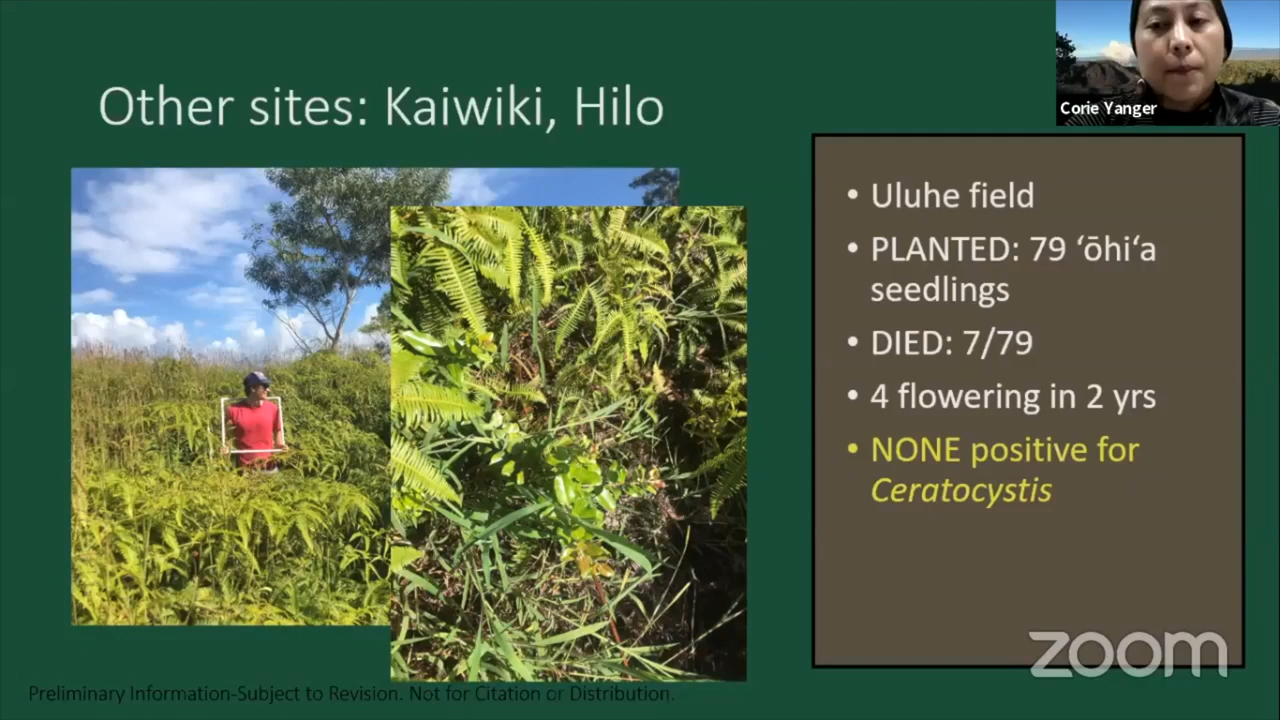 Other sites: Kaiwiki, Hilo
Corie Yanger
• Uluhe field
• PLANTED: 79 ʻōhiʻa
seedlings
• DIED: 7/79
• 4 flowering in 2 yrs
• NONE positive for
Ceratocystis
zoom
Preliminary Information-Subject to Revision. Not for Citation or Distribution.